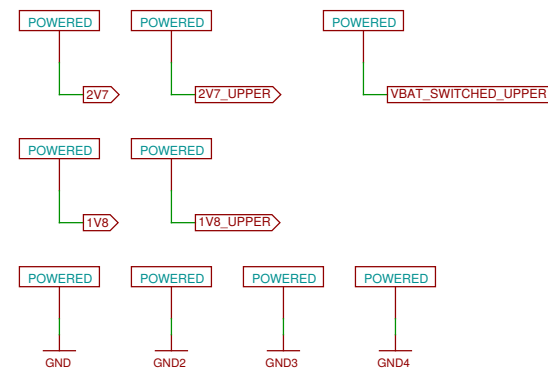 POWERED POWERED POWERED
2V7 2V7_UPPER VBAT_SWITCHED_UPPER
POWERED POWERED
1V8 1V8_UPPER
POWERED POWERED POWERED POWERED
GND GND2 GND3 GND4